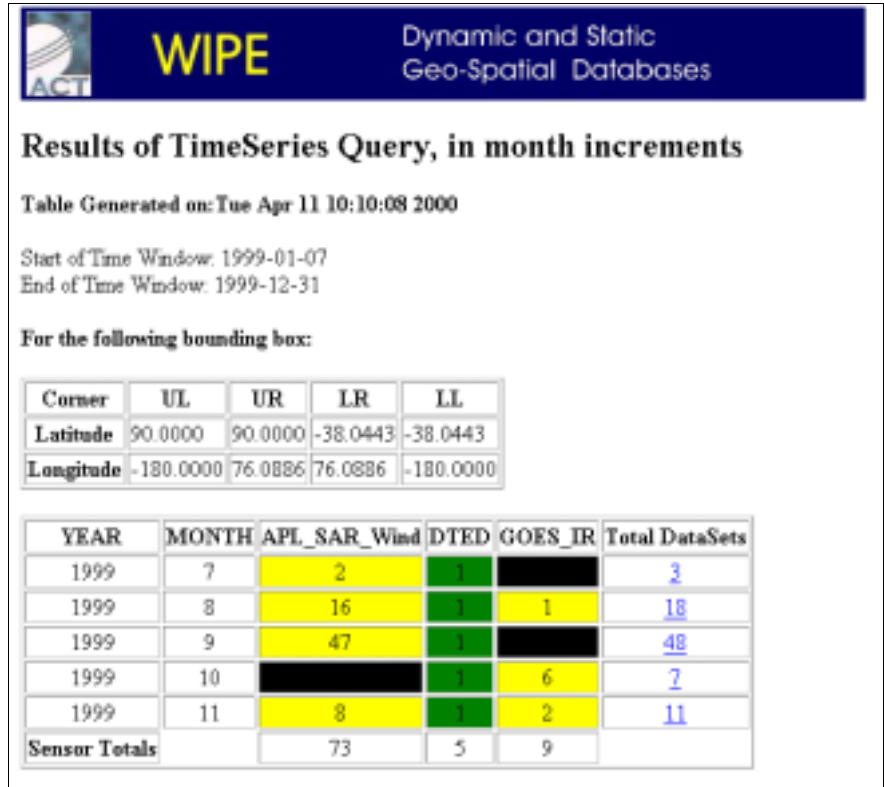 ACT
WIPE
Dynamic and Static
Geo-Spatial Databases
Results of TimeSeries Query, in month increments
Table Generated on:Tue Apr 11 10:10:08 2000
Start of Time Window: 1999-01-07
End of Time Window: 1999-12-31
For the following bounding box:
Corner UL UR LR LL
Latitude 90.0000 90.0000 -38.0443 -38.0443
Longitude -180.0000 76.0886 76.0886 -180.0000
YEAR MONTH APL_SAR_Wind DTED GOES_IR Total DataSets
1999 7 2 1 3
1999 8 16 1 1 18
1999 9 47 1 48
1999 10 1 6 7
1999 11 8 1 2 11
Sensor Totals 73 5 9